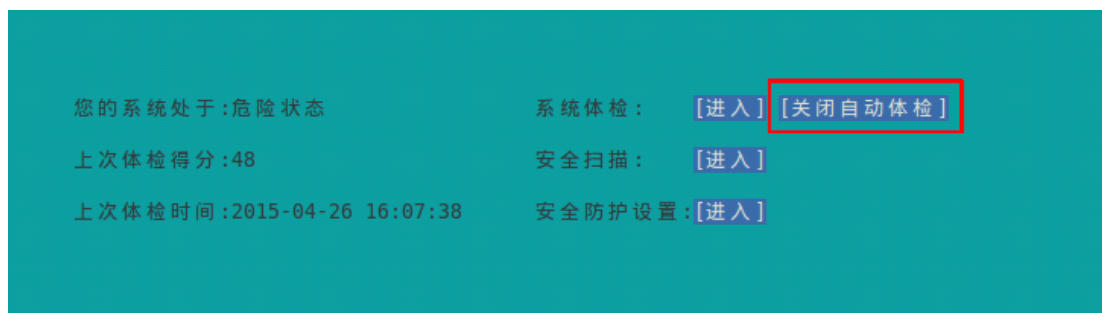 您的系统处于:危险状态 系统体检: [进入] [关闭自动体检]
上次体检得分:48 安全扫描: [进入]
上次体检时间:2015-04-26 16:07:38 安全防护设置:[进入]